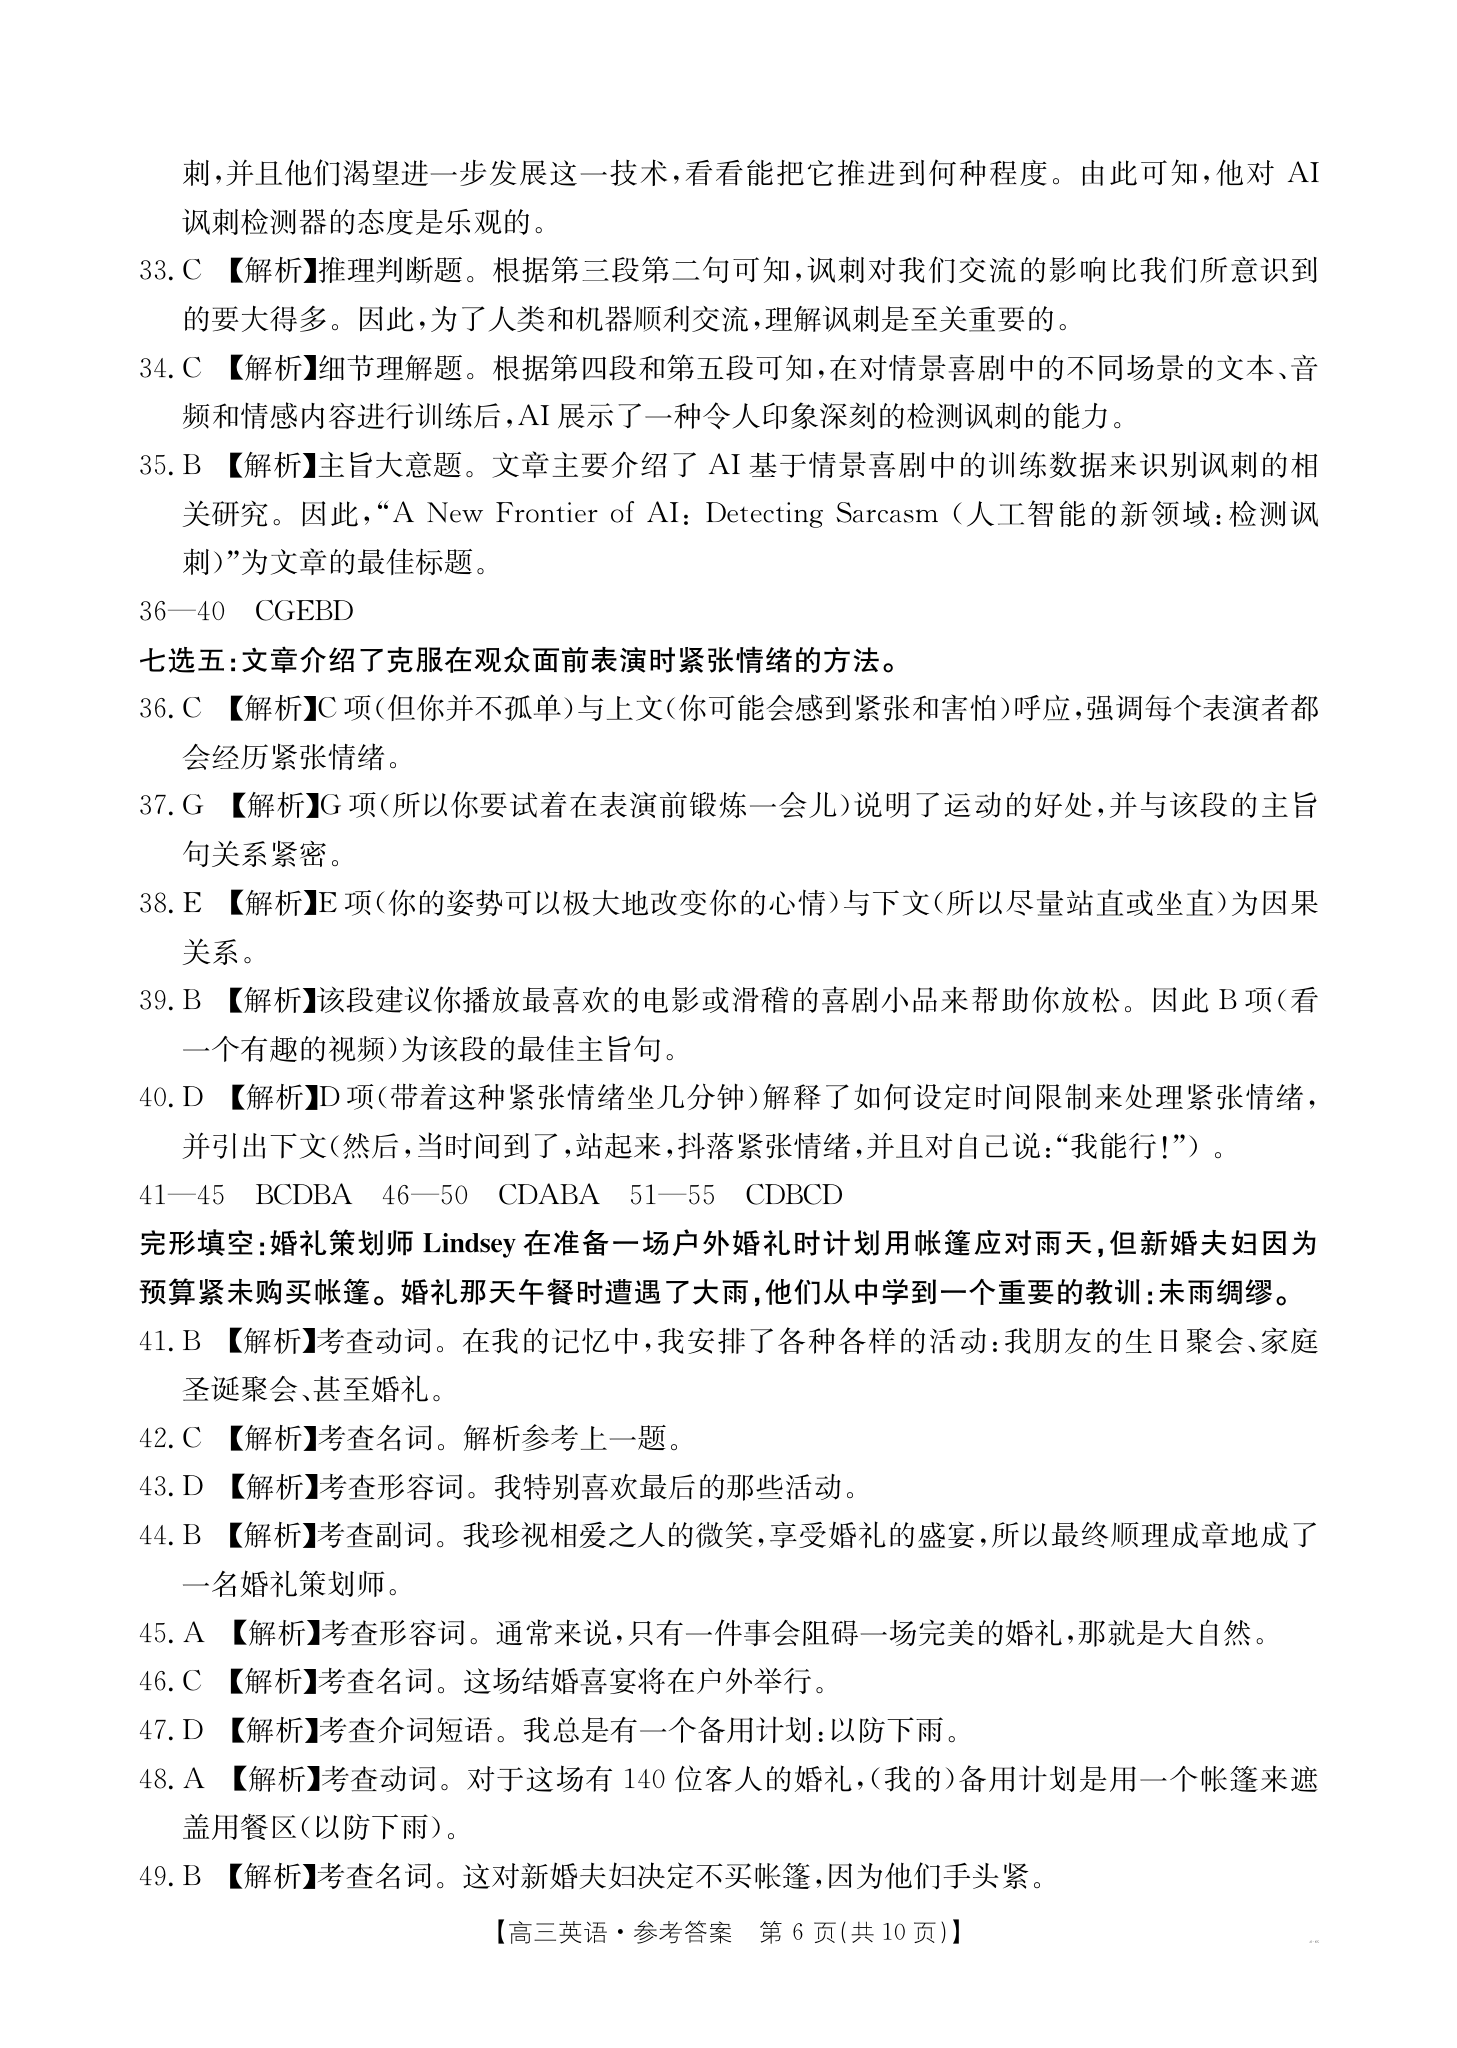 刺,并且他们渴望进一步发展这一技术,看看能把它推进到何种程度。由此可知,他对 AI
讽刺检测器的态度是乐观的。
33. C 【解析】推理判断题。根据第三段第二句可知,讽刺对我们交流的影响比我们所意识到
的要大得多。因此,为了人类和机器顺利交流,理解讽刺是至关重要的。
34. C 【解析】细节理解题。根据第四段和第五段可知,在对情景喜剧中的不同场景的文本、音
频和情感内容进行训练后,AI 展示了一种令人印象深刻的检测讽刺的能力。
35. B 【解析】主旨大意题。文章主要介绍了 AI 基于情景喜剧中的训练数据来识别讽刺的相
关研究。因此,“A New Frontier of AI: Detecting Sarcasm (人工智能的新领域:检测讽
刺)”为文章的最佳标题。
36—40 CGEBD
七选五:文章介绍了克服在观众面前表演时紧张情绪的方法。
36. C 【解析】C 项(但你并不孤单)与上文(你可能会感到紧张和害怕)呼应,强调每个表演者都
会经历紧张情绪。
37. G 【解析】G 项(所以你要试着在表演前锻炼一会儿)说明了运动的好处,并与该段的主旨
句关系紧密。
38. E 【解析】E 项(你的姿势可以极大地改变你的心情)与下文(所以尽量站直或坐直)为因果
关系。
39. B 【解析】该段建议你播放最喜欢的电影或滑稽的喜剧小品来帮助你放松。因此 B 项(看
一个有趣的视频)为该段的最佳主旨句。
40. D 【解析】D 项(带着这种紧张情绪坐几分钟)解释了如何设定时间限制来处理紧张情绪,
并引出下文(然后,当时间到了,站起来,抖落紧张情绪,并且对自己说:“我能行!”)。
41—45 BCDBA 46—50 CDABA 51—55 CDBCD
完形填空:婚礼策划师 Lindsey 在准备一场户外婚礼时计划用帐篷应对雨天,但新婚夫妇因为
预算紧未购买帐篷。婚礼那天午餐时遭遇了大雨,他们从中学到一个重要的教训:未雨绸缪。
41. B 【解析】考查动词。在我的记忆中,我安排了各种各样的活动:我朋友的生日聚会、家庭
圣诞聚会、甚至婚礼。
42. C 【解析】考查名词。解析参考上一题。
43. D 【解析】考查形容词。我特别喜欢最后的那些活动。
44. B 【解析】考查副词。我珍视相爱之人的微笑,享受婚礼的盛宴,所以最终顺理成章地成了
一名婚礼策划师。
45. A 【解析】考查形容词。通常来说,只有一件事会阻碍一场完美的婚礼,那就是大自然。
46. C 【解析】考查名词。这场结婚喜宴将在户外举行。
47. D 【解析】考查介词短语。我总是有一个备用计划:以防下雨。
48. A 【解析】考查动词。对于这场有 140 位客人的婚礼,(我的)备用计划是用一个帐篷来遮
盖用餐区(以防下雨)。
49. B 【解析】考查名词。这对新婚夫妇决定不买帐篷,因为他们手头紧。
【高三英语·参考答案 第 6 页(共 10 页)】